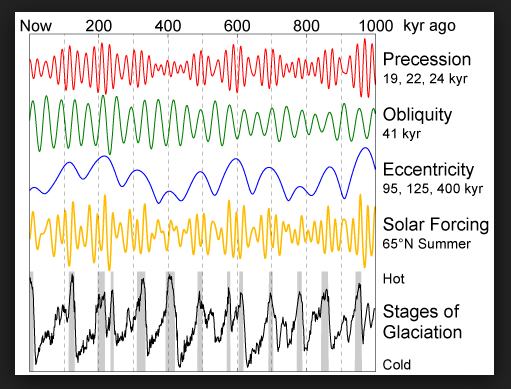 Now 200 400 600 800 1000 kyr ago
Precession
19, 22, 24 kyr
Obliquity
41 kyr
Eccentricity
95, 125, 400 kyr
Solar Forcing
65°N Summer
Hot
Stages of
Glaciation
Cold